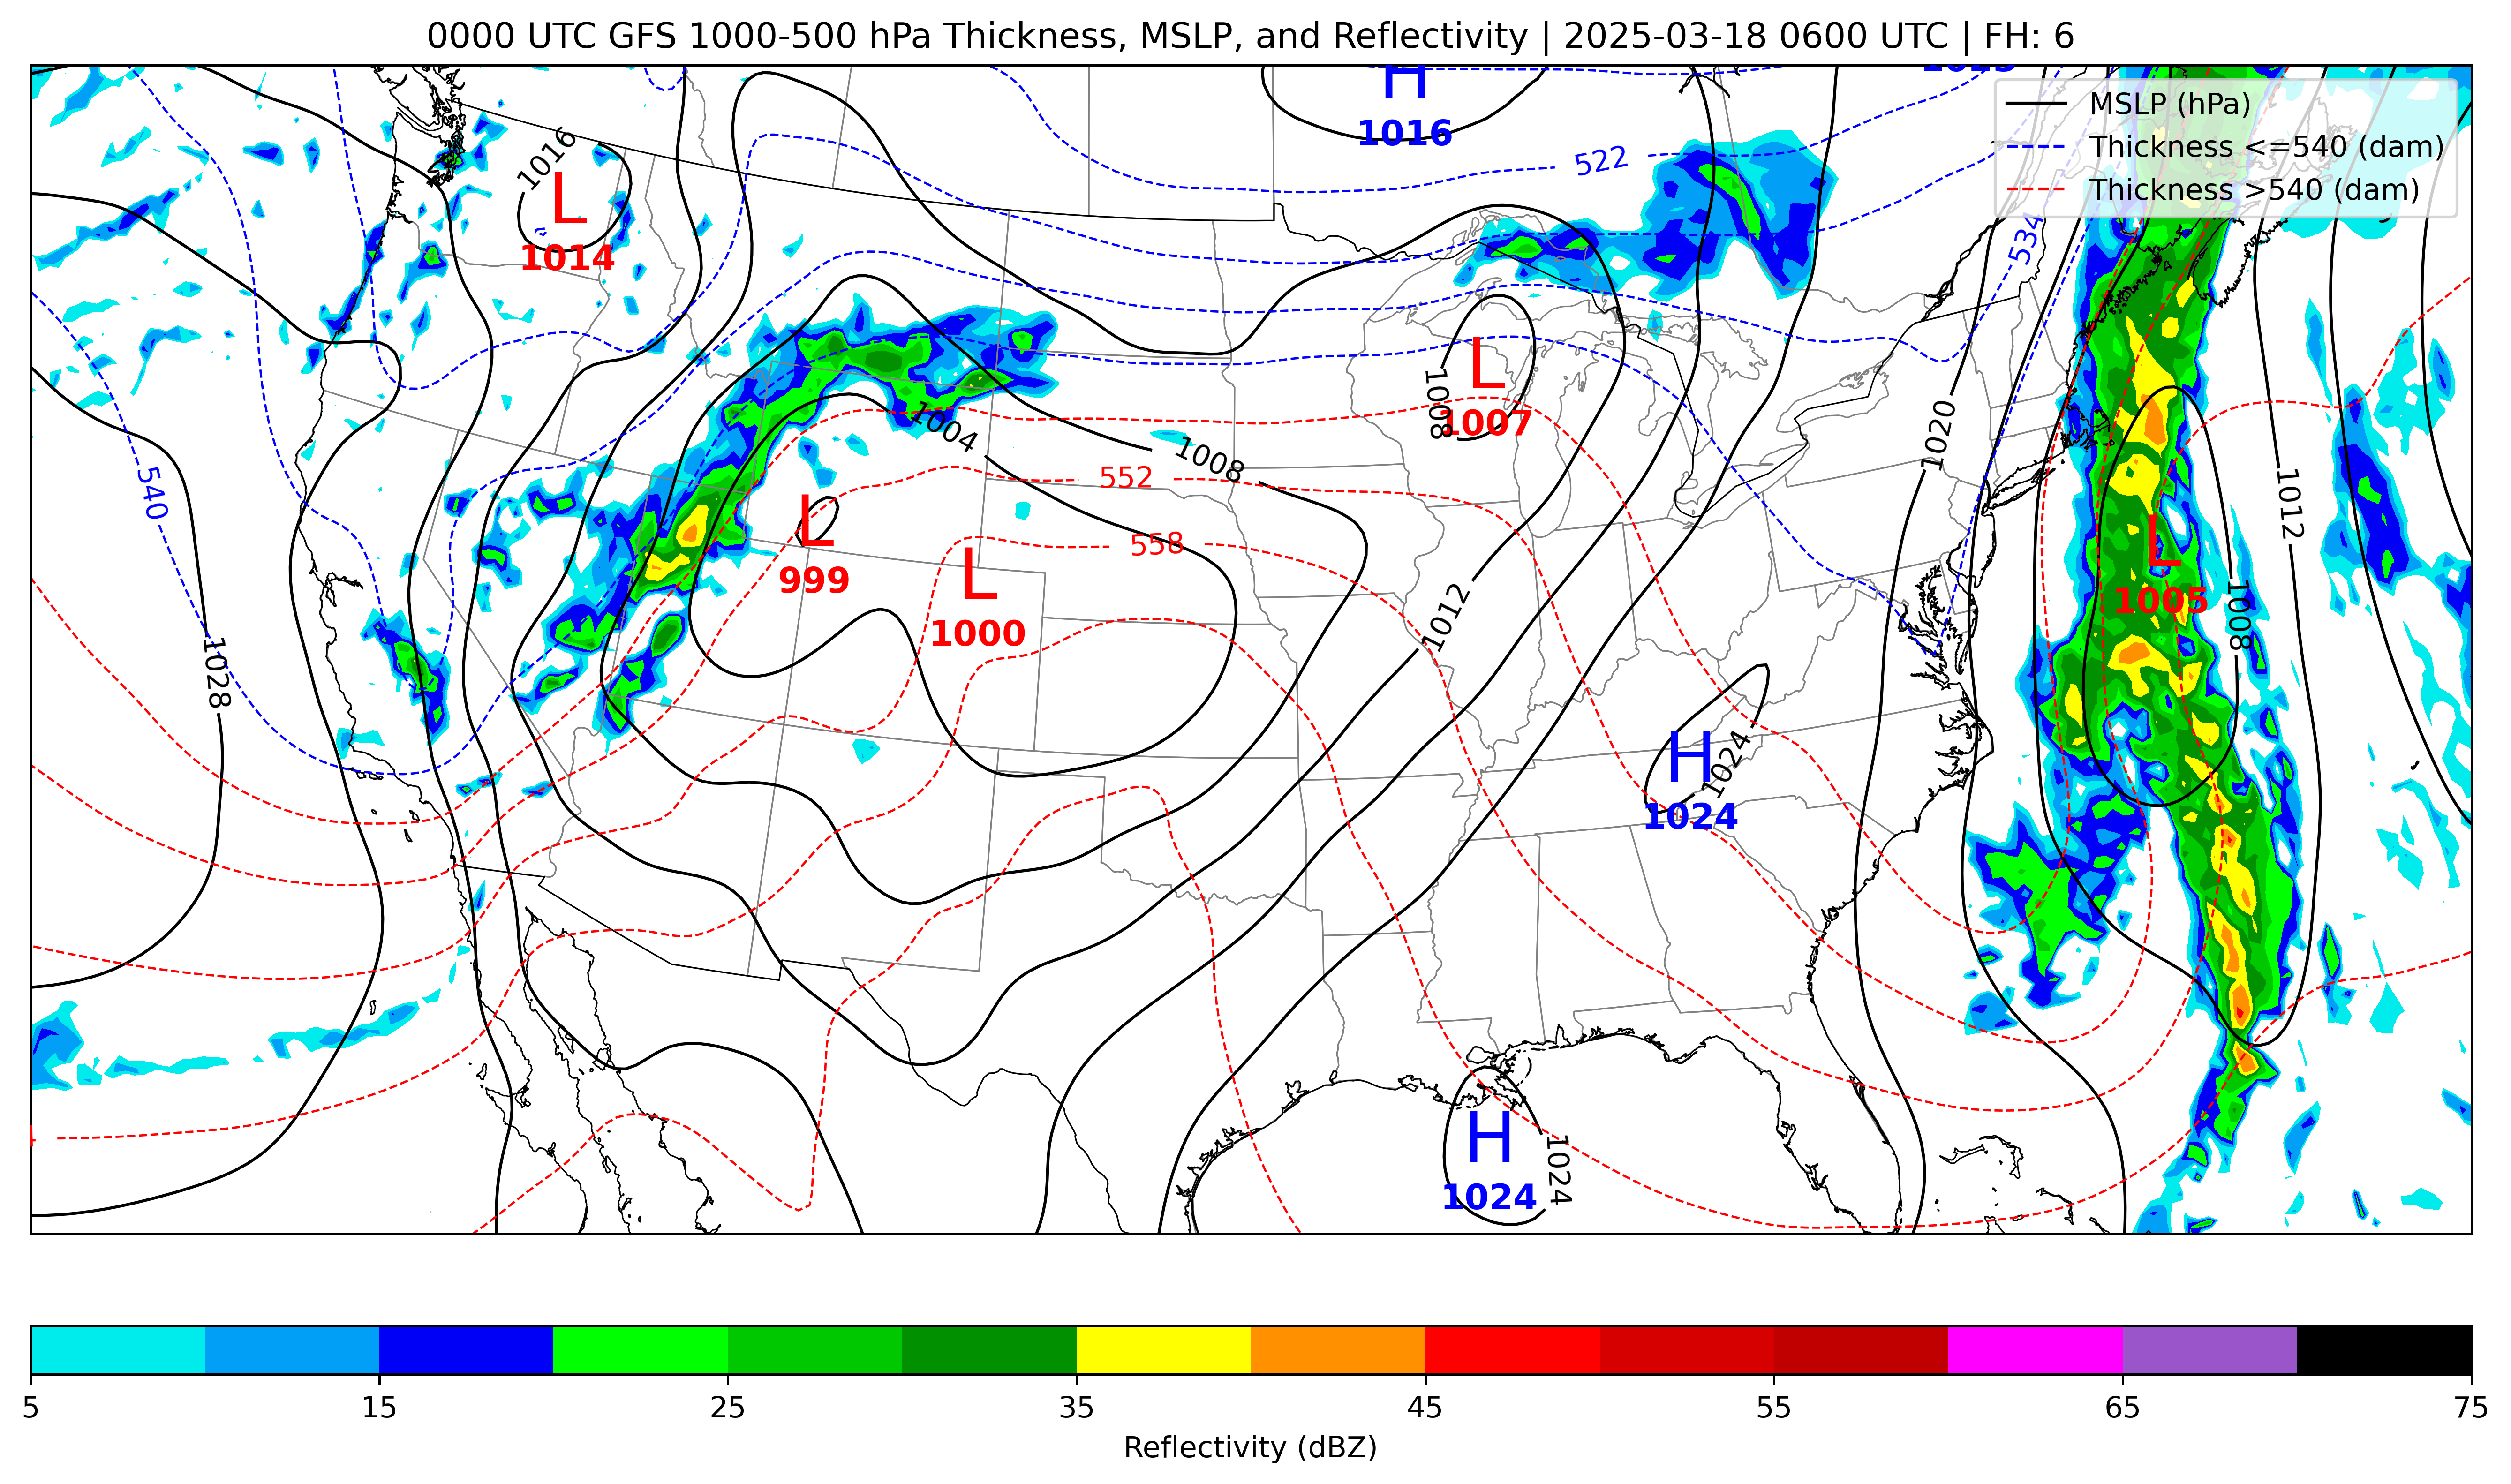 0000 UTC GFS 1000-500 hPa Thickness, MSLP, and Reflectivity | 2025-03-18 0600 UTC | FH: 6
MSLP (hPa)
Thickness <=540 (dam)
Thickness >540 (dam)
H
1016
522
1016
L
1014
534
L
1007
1008
1004
1008
1020
552
558
540
L
999
L
1000
1012
1012
L
1005
1008
1028
H
1024
1024
H
1024
1024
5 15 25 35 45 55 65 75
Reflectivity (dBZ)